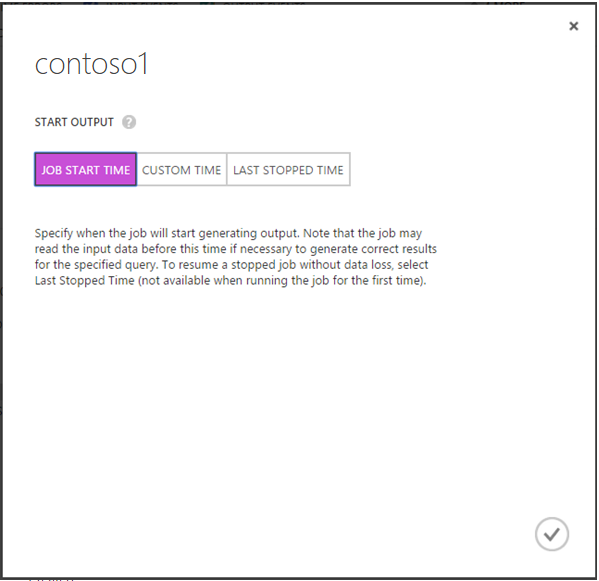 contoso1
START OUTPUT ?
JOB START TIME CUSTOM TIME LAST STOPPED TIME
Specify when the job will start generating output. Note that the job may
read the input data before this time if necessary to generate correct results
for the specified query. To resume a stopped job without data loss, select
Last Stopped Time (not available when running the job for the first time).